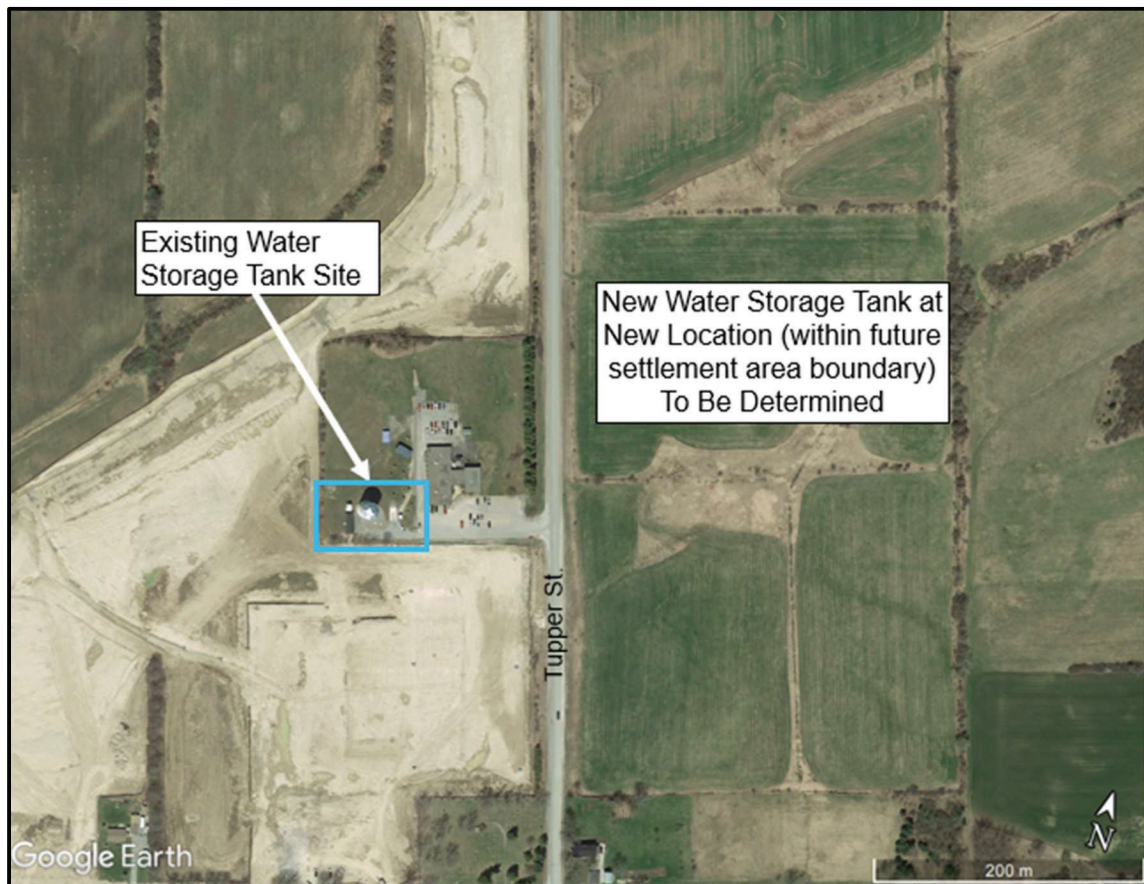 Existing Water
Storage Tank Site
New Water Storage Tank at
New Location (within future
settlement area boundary)
To Be Determined
Tupper St.
N
Google Earth
200 m